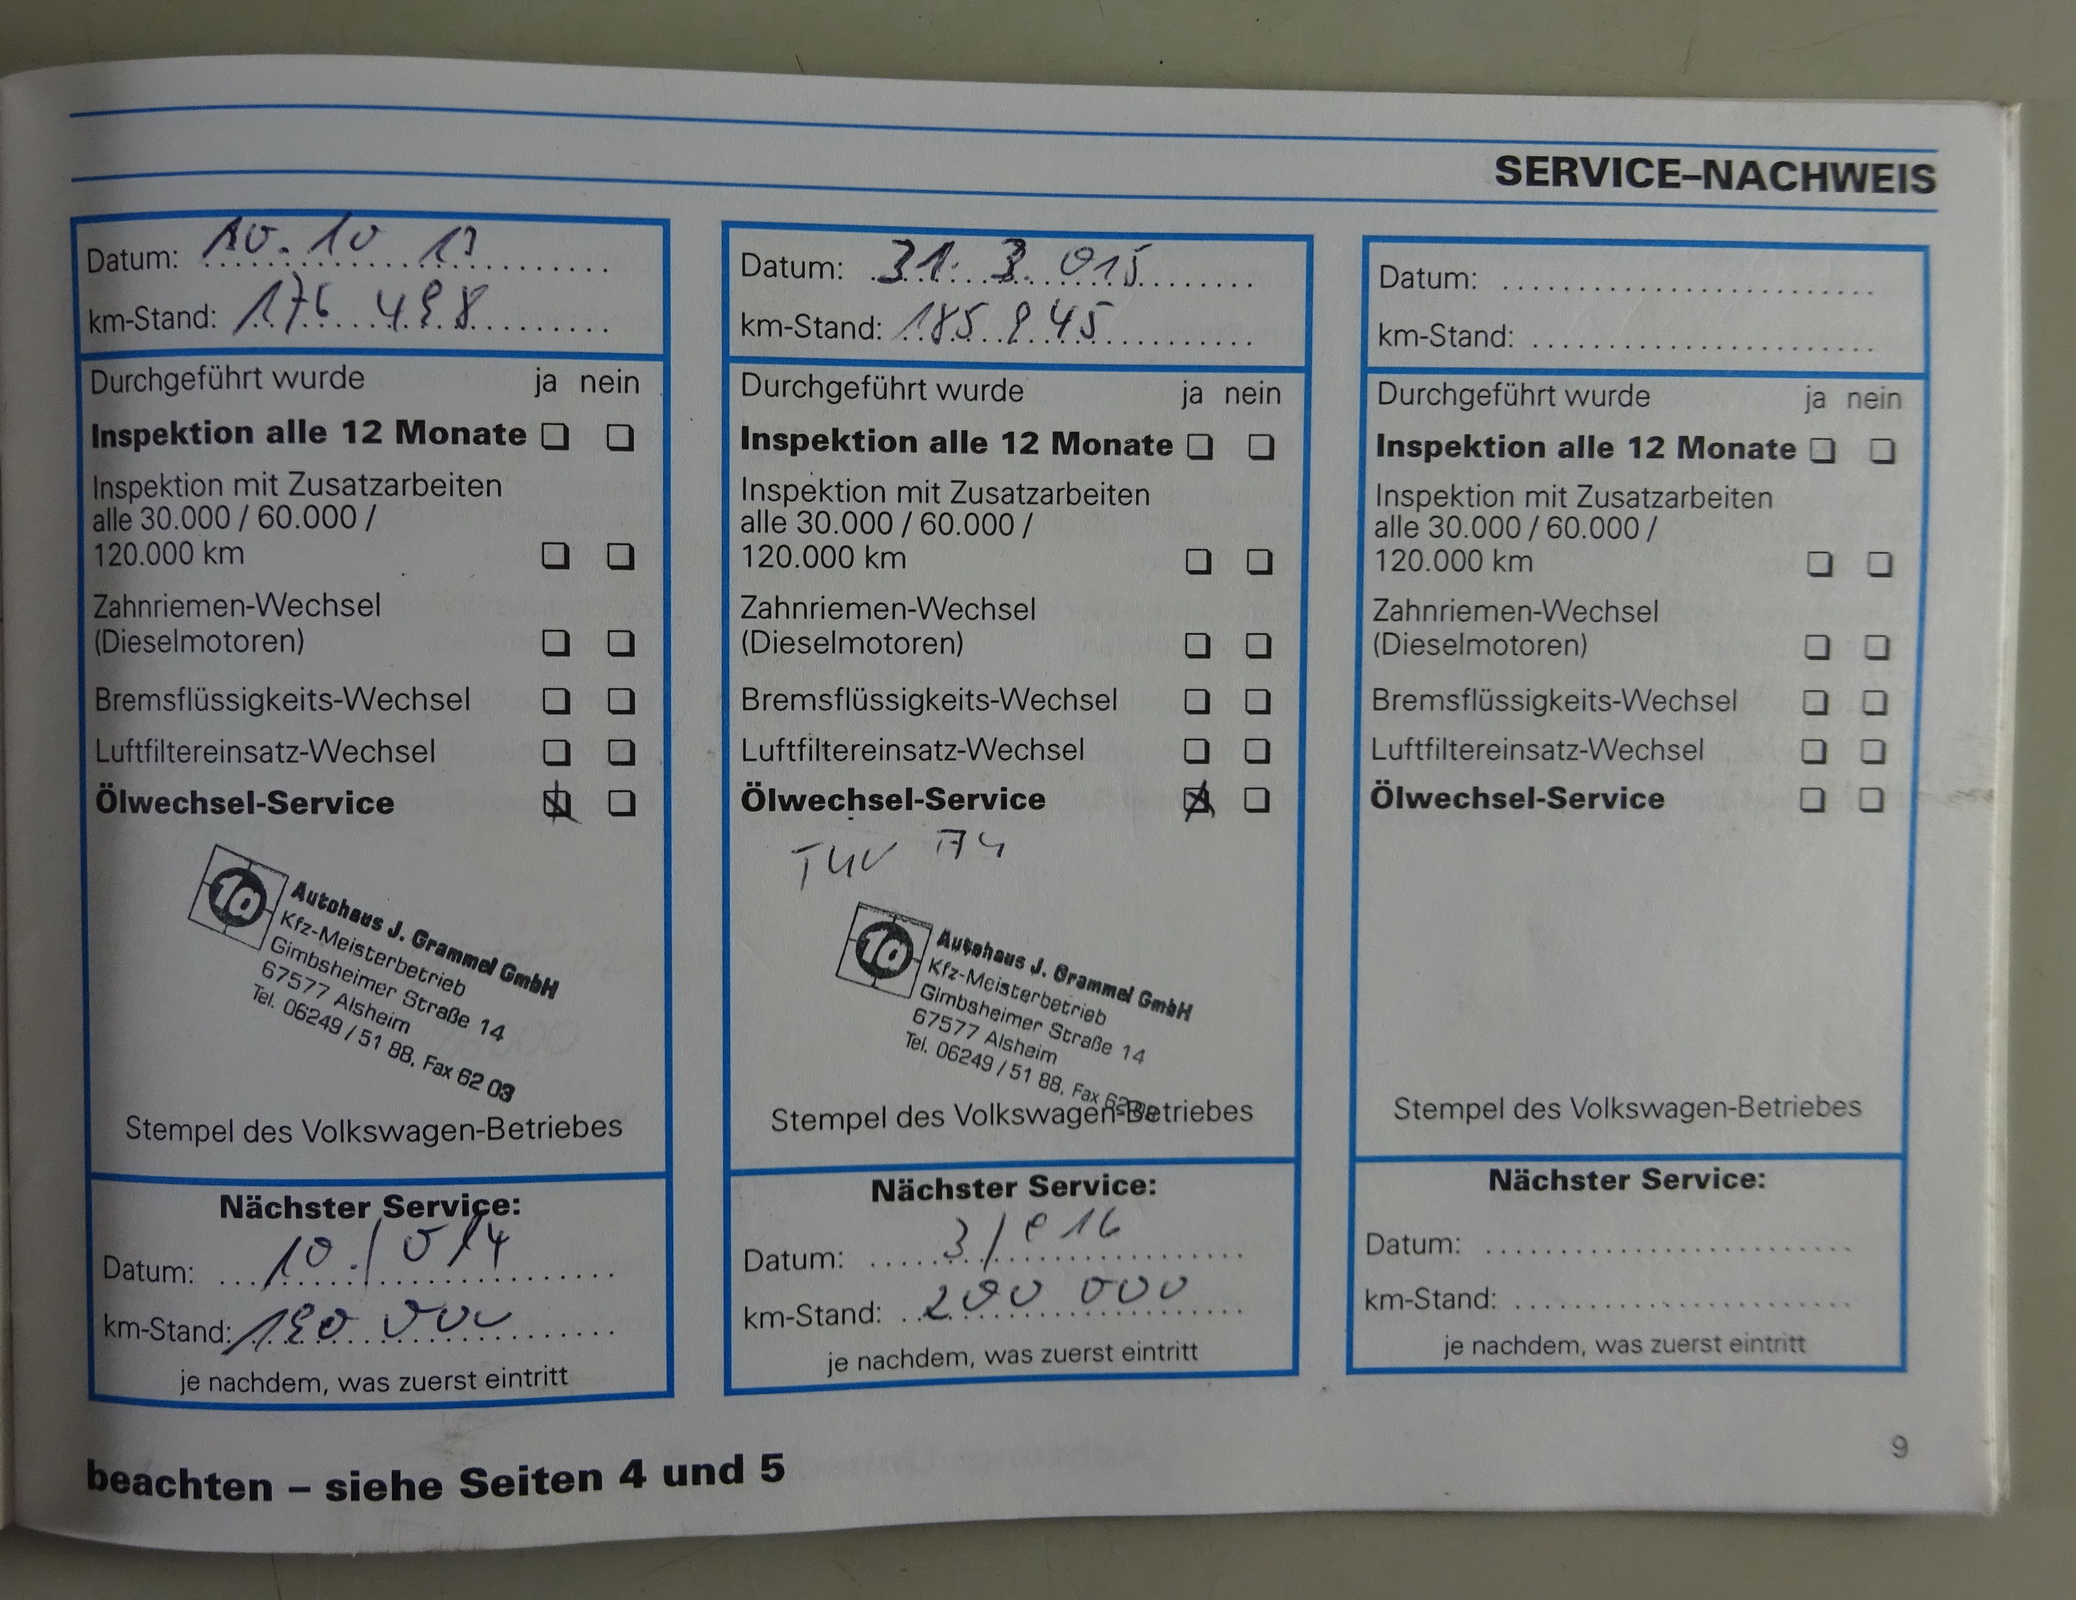 SERVICE–NACHWEIS
Datum: 10. 10 13
km-Stand: 176 498
Durchgeführt wurde ja nein
Inspektion alle 12 Monate
Inspektion mit Zusatzarbeiten
alle 30.000 / 60.000 /
120.000 km
Zahnriemen-Wechsel
(Dieselmotoren)
Bremsflüssigkeits-Wechsel
Luftfiltereinsatz-Wechsel
Ölwechsel-Service
10
Autohaus J. Grammel GmbH
Kfz-Meisterbetrieb
Gimbsheimer Straße 14
67577 Alsheim
Tel. 06249 / 51 88, Fax 62 03
Stempel des Volkswagen-Betriebes
Nächster Service:
Datum: 10 / 014
km-Stand: 190 000
je nachdem, was zuerst eintritt
Datum: 31. 3. 015
km-Stand: 185 945
Durchgeführt wurde ja nein
Inspektion alle 12 Monate
Inspektion mit Zusatzarbeiten
alle 30.000 / 60.000 /
120.000 km
Zahnriemen-Wechsel
(Dieselmotoren)
Bremsflüssigkeits-Wechsel
Luftfiltereinsatz-Wechsel
Ölwechsel-Service
TÜV
10
Autohaus J. Grammel GmbH
Kfz-Meisterbetrieb
Gimbsheimer Straße 14
67577 Alsheim
Tel. 06249 / 51 88, Fax
Stempel des Volkswagen-Betriebes
Nächster Service:
Datum: 3 / 016
km-Stand: 200 000
je nachdem, was zuerst eintritt
Datum:
km-Stand:
Durchgeführt wurde ja nein
Inspektion alle 12 Monate
Inspektion mit Zusatzarbeiten
alle 30.000 / 60.000 /
120.000 km
Zahnriemen-Wechsel
(Dieselmotoren)
Bremsflüssigkeits-Wechsel
Luftfiltereinsatz-Wechsel
Ölwechsel-Service
Stempel des Volkswagen-Betriebes
Nächster Service:
Datum:
km-Stand:
je nachdem, was zuerst eintritt
beachten – siehe Seiten 4 und 5
9